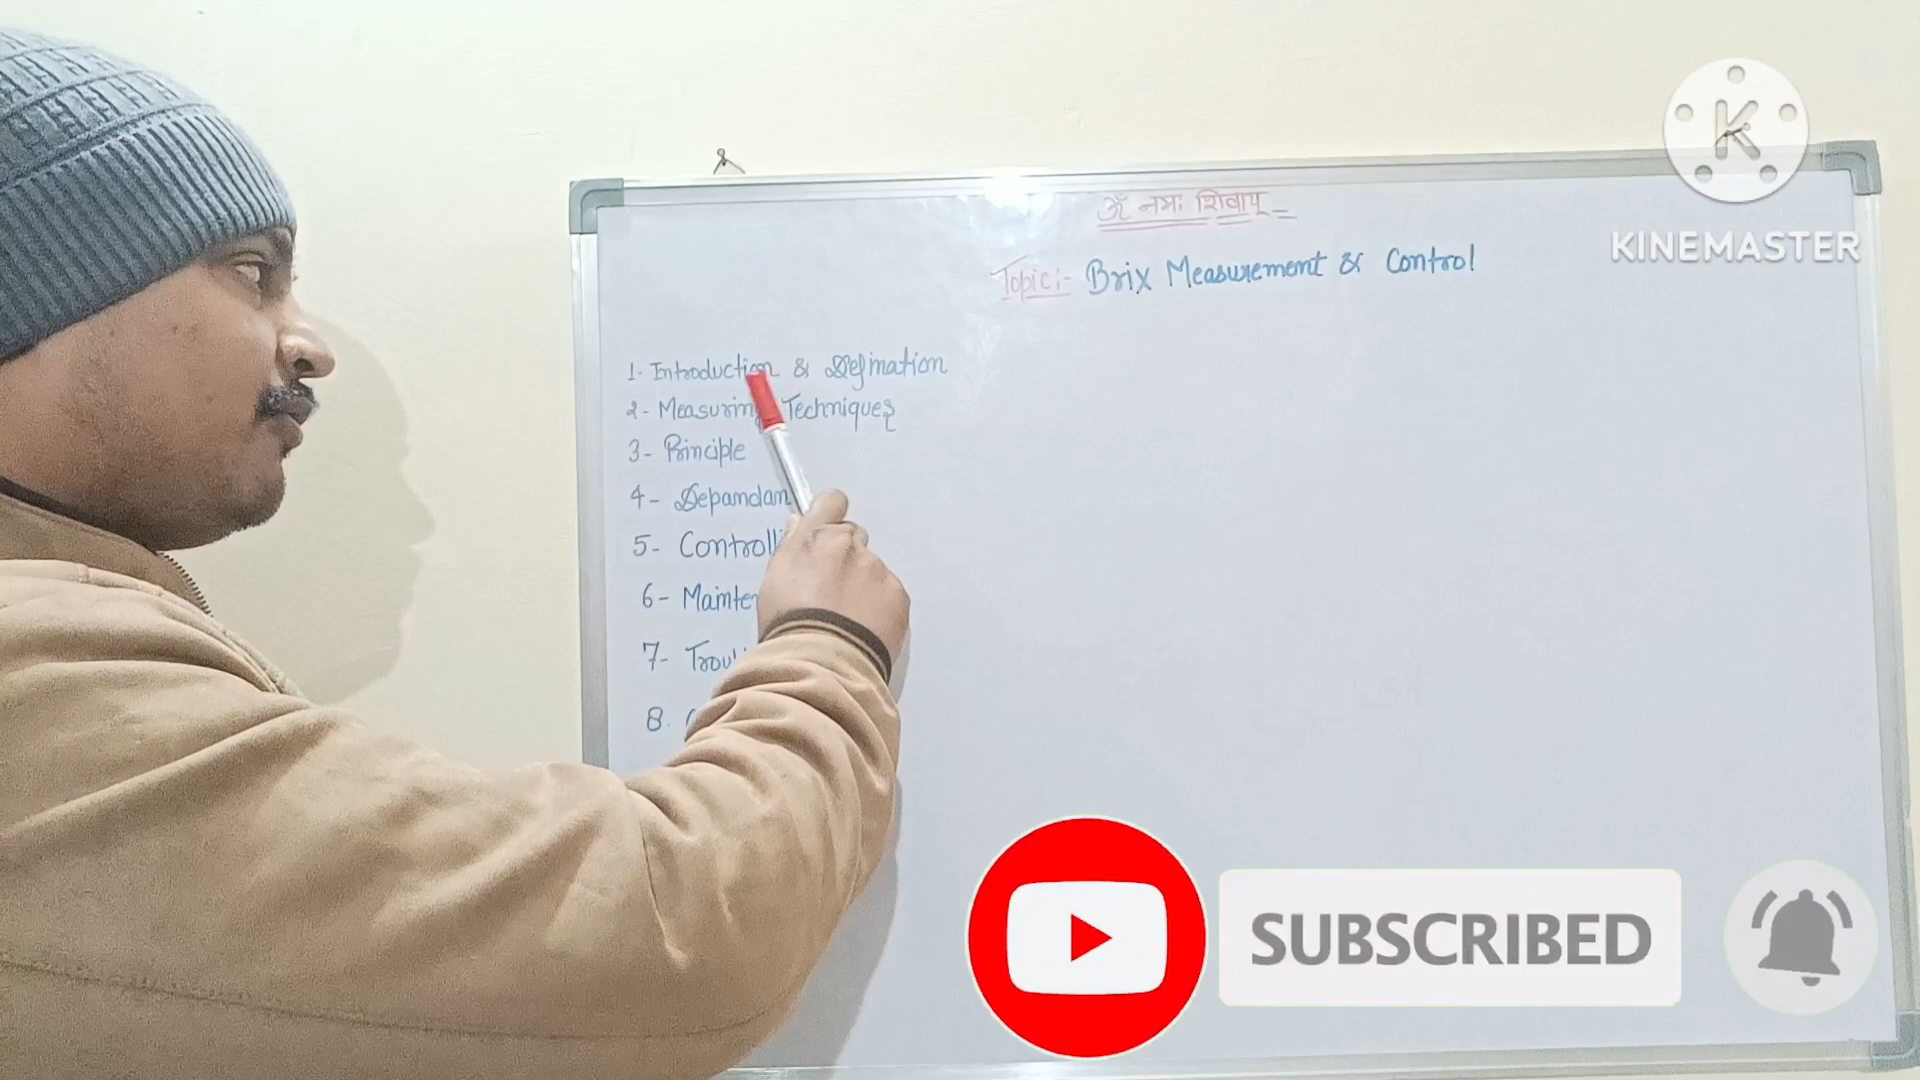 ॐ नमः शिवाय
Topic:- Brix Measurement & Control
1- Introduction & Defination
2- Measuring Techniques
3- Principle
4- Depandan
5- Controlli
6- Mainte
7- Trou
8.
KINEMASTER
SUBSCRIBED